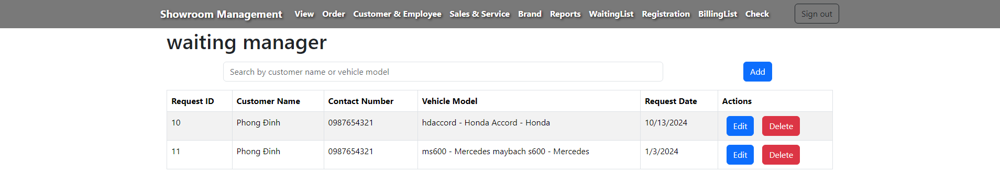 Showroom Management View Order Customer & Employee Sales & Service Brand Reports WaitingList Registration BillingList Check Sign out
waiting manager
Search by customer name or vehicle model Add
Request ID Customer Name Contact Number Vehicle Model Request Date Actions
10 Phong Đinh 0987654321 hdaccord - Honda Accord - Honda 10/13/2024 Edit Delete
11 Phong Đinh 0987654321 ms600 - Mercedes maybach s600 - Mercedes 1/3/2024 Edit Delete